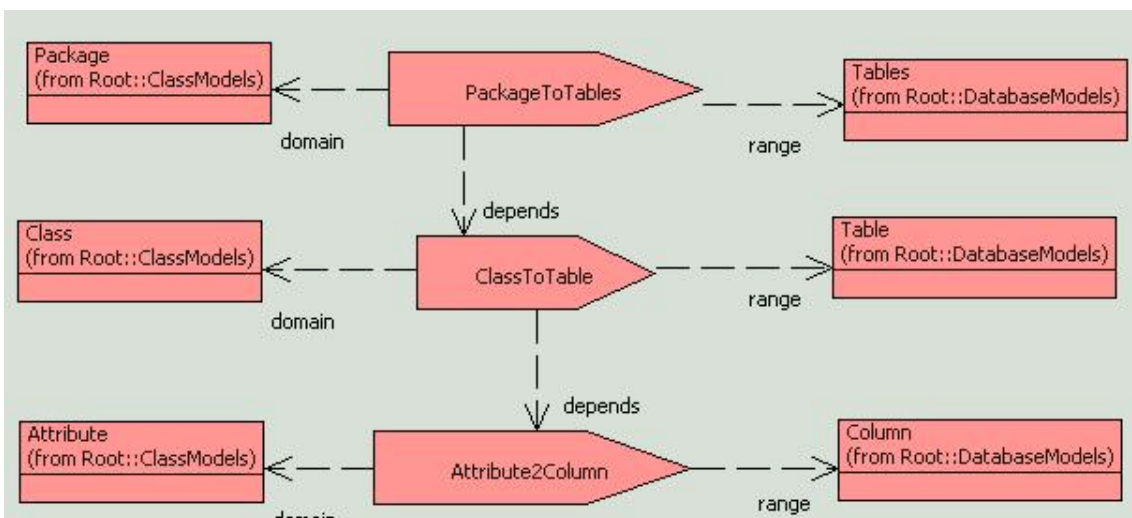 Package
(from Root::ClassModels)
PackageToTables
Tables
(from Root::DatabaseModels)
domain
range
depends
Class
(from Root::ClassModels)
ClassToTable
Table
(from Root::DatabaseModels)
domain
range
depends
Attribute
(from Root::ClassModels)
Attribute2Column
Column
(from Root::DatabaseModels)
domain
range